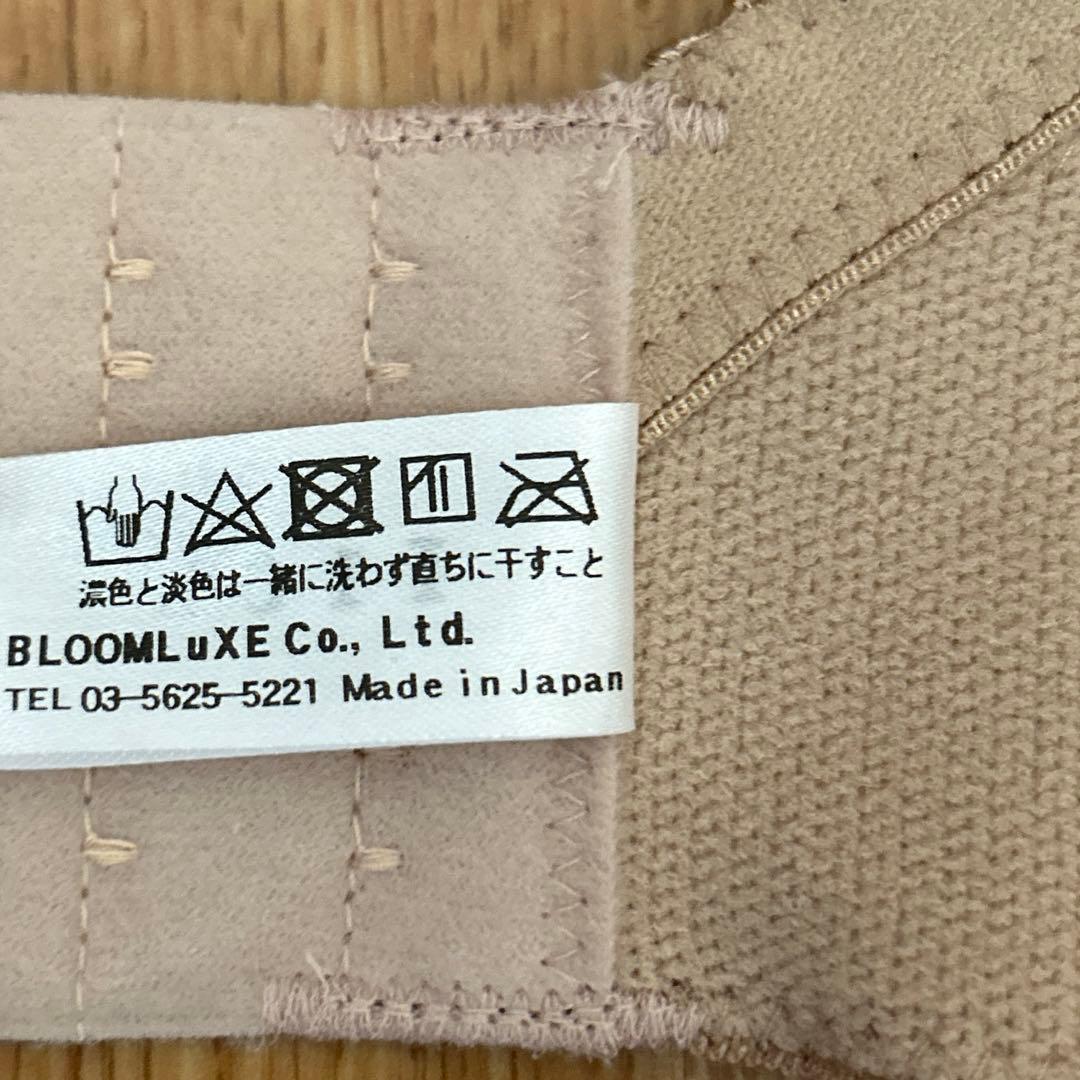 濃色と淡色は一緒に洗わず直ちに干すこと
BLOOMLuXE Co., Ltd.
TEL 03-5625-5221 Made in Japan